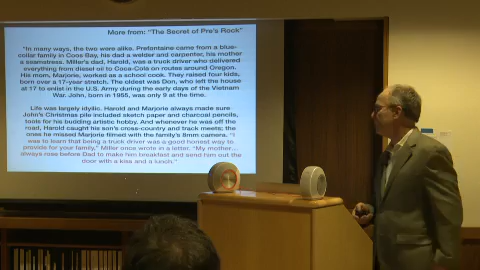 More from: "The Secret of Pre's Rock"
"In many ways, the two were alike. Prefontaine came from a blue-
collar family in Coos Bay, his dad a welder and carpenter, his mother
a seamstress. Miller's dad, Harold, was a truck driver who delivered
everything from diesel oil to Coca-Cola on routes around Oregon.
His mom, Marjorie, worked as a school cook. They raised four kids,
born over a 17-year stretch. The oldest was Don, who left the house
at 17 to enlist in the U.S. Army during the early days of the Vietnam
War. John, born in 1955, was only 9 at the time.
Life was largely idyllic. Harold and Marjorie always made sure
John's Christmas pile included sketch paper and charcoal pencils,
tools for his budding artistic hobby. And whenever he was off the
road, Harold caught his son's cross-country and track meets; the
ones he missed Marjorie filmed with the family's 8mm camera. "I
was to learn that being a truck driver was a good honest way to
provide for your family," Miller once wrote in a letter. "My mother...
always rose before Dad to make him breakfast and send him out the
door with a kiss and a lunch."